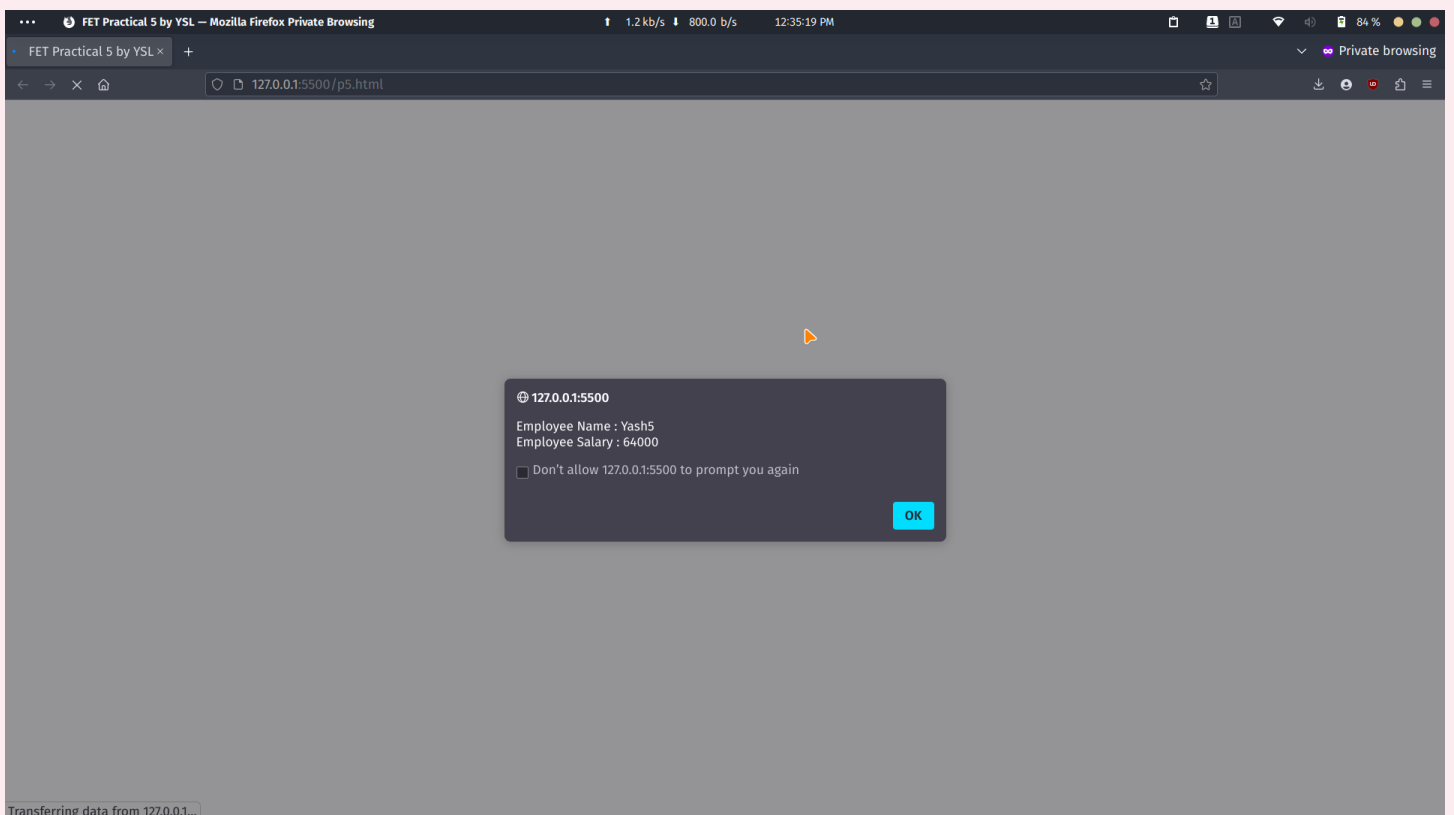 FET Practical 5 by YSL — Mozilla Firefox Private Browsing
1.2 kb/s 800.0 b/s
12:35:19 PM
1 A
84 %
FET Practical 5 by YSL
Private browsing
127.0.0.1:5500/p5.html
127.0.0.1:5500
Employee Name : Yash5
Employee Salary : 64000
Don't allow 127.0.0.1:5500 to prompt you again
OK
Transferring data from 127.0.0.1...